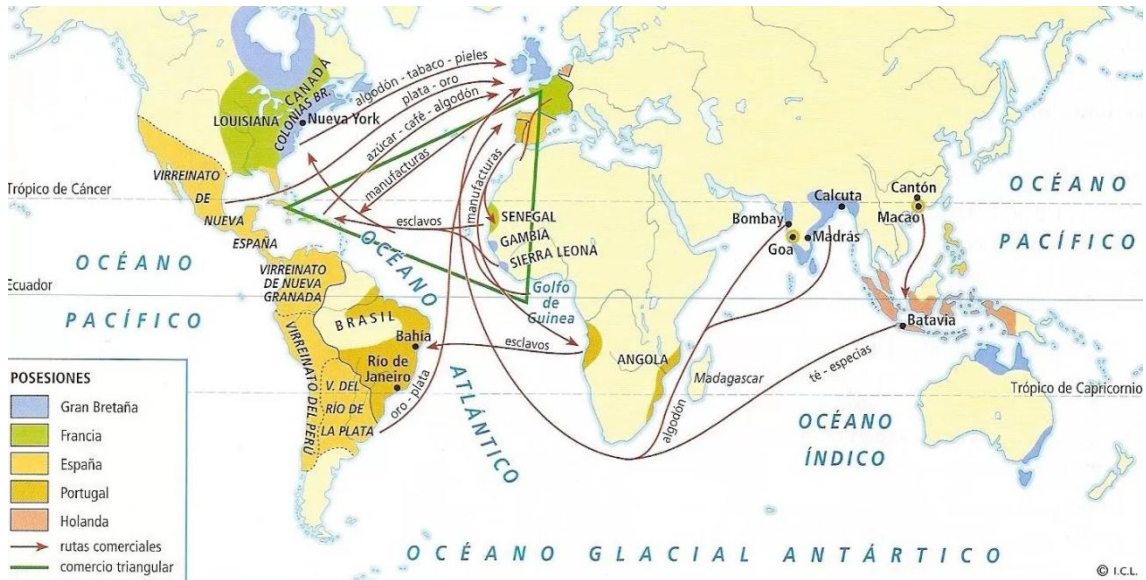 CANADÁ
LOUISIANA
COLONIAS BR.
Nueva York
algodón - tabaco - pieles
plata - oro
azúcar - café - algodón
manufacturas
manufacturas
Trópico de Cáncer
VIRREINATO
DE
NUEVA
ESPAÑA
esclavos
SENEGAL
GAMBIA
SIERRA LEONA
Calcuta
Bombay
Goa
Madrás
Cantón
Macao
OCÉANO
PACÍFICO
OCÉANO
PACÍFICO
OCÉANO
ATLÁNTICO
Ecuador
VIRREINATO
DE NUEVA
GRANADA
Golfo
de
Guinea
BRASIL
Bahía
esclavos
ANGOLA
Batavia
té - especias
Río de
Janeiro
VIRREINATO DEL PERÚ
V. DEL
RÍO DE
LA PLATA
oro - plata
Madagascar
algodón
Trópico de Capricornio
OCÉANO
ÍNDICO
POSESIONES
Gran Bretaña
Francia
España
Portugal
Holanda
rutas comerciales
comercio triangular
OCÉANO GLACIAL ANTÁRTICO
© I.C.L.